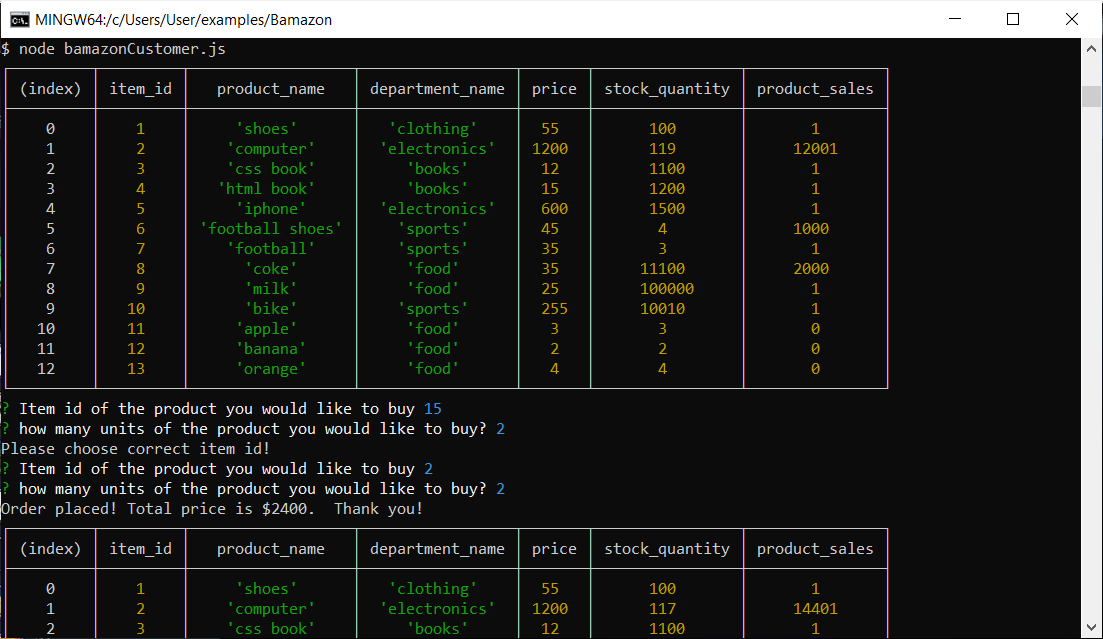 MINGW64:/c/Users/User/examples/Bamazon
$ node bamazonCustomer.js
(index) item_id product_name department_name price stock_quantity product_sales
0 1 'shoes' 'clothing' 55 100 1
1 2 'computer' 'electronics' 1200 119 12001
2 3 'css book' 'books' 12 1100 1
3 4 'html book' 'books' 15 1200 1
4 5 'iphone' 'electronics' 600 1500 1
5 6 'football shoes' 'sports' 45 4 1000
6 7 'football' 'sports' 35 3 1
7 8 'coke' 'food' 35 11100 2000
8 9 'milk' 'food' 25 100000 1
9 10 'bike' 'sports' 255 10010 1
10 11 'apple' 'food' 3 3 0
11 12 'banana' 'food' 2 2 0
12 13 'orange' 'food' 4 4 0
? Item id of the product you would like to buy 15
? how many units of the product you would like to buy? 2
Please choose correct item id!
? Item id of the product you would like to buy 2
? how many units of the product you would like to buy? 2
Order placed! Total price is $2400.  Thank you!
(index) item_id product_name department_name price stock_quantity product_sales
0 1 'shoes' 'clothing' 55 100 1
1 2 'computer' 'electronics' 1200 117 14401
2 3 'css book' 'books' 12 1100 1